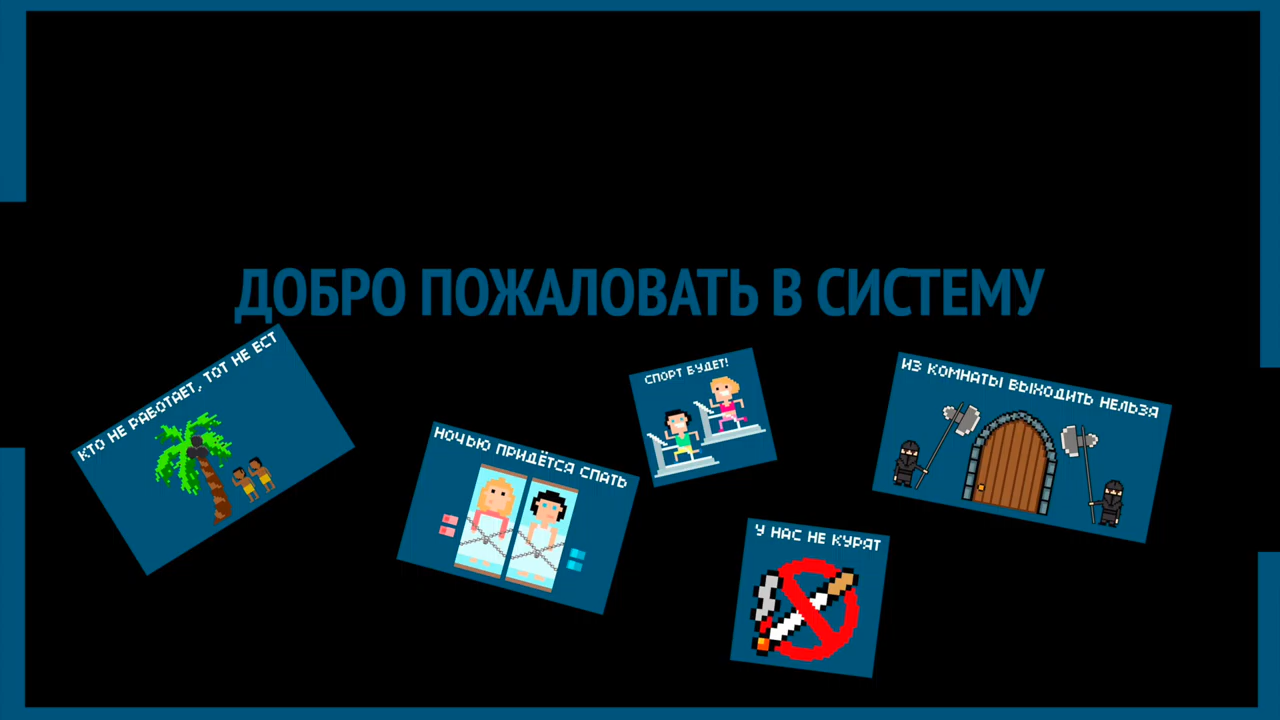 ДОБРО ПОЖАЛОВАТЬ В СИСТЕМУ
КТО НЕ РАБОТАЕТ, ТОТ НЕ ЕСТ
НОЧЬЮ ПРИДЁТСЯ СПАТЬ
СПОРТ БУДЕТ!
ИЗ КОМНАТЫ ВЫХОДИТЬ НЕЛЬЗЯ
У НАС НЕ КУРЯТ